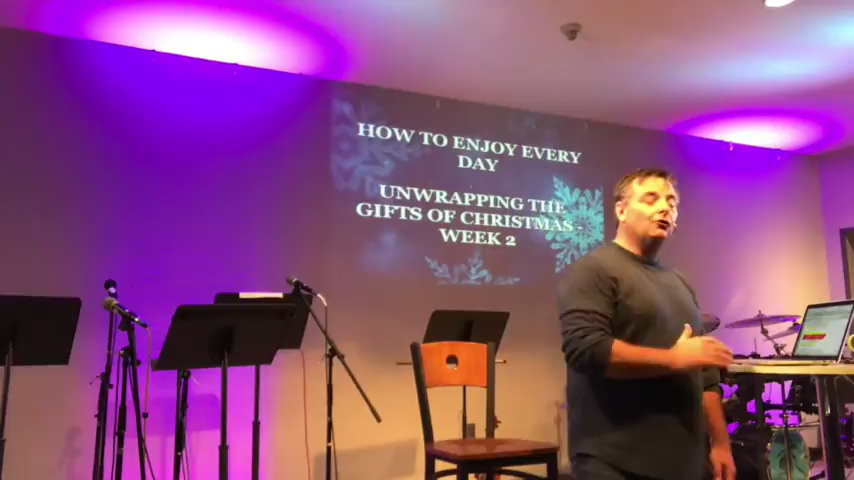 HOW TO ENJOY EVERY
DAY
UNWRAPPING THE
GIFTS OF CHRISTMAS -
WEEK 2